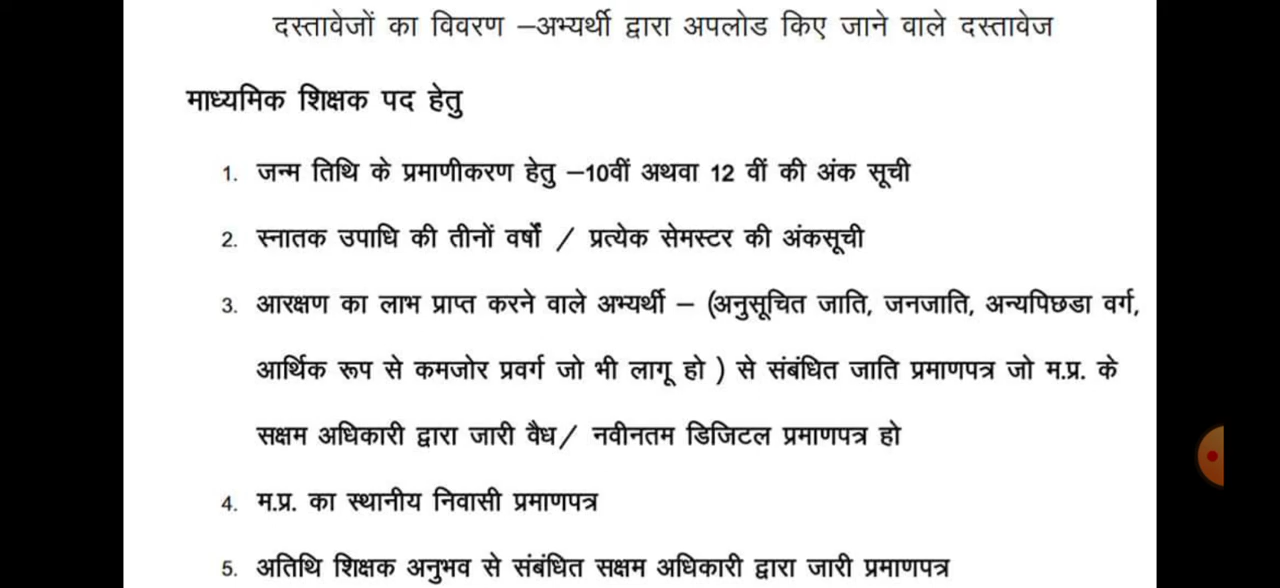 दस्तावेजों का विवरण –अभ्यर्थी द्वारा अपलोड किए जाने वाले दस्तावेज
माध्यमिक शिक्षक पद हेतु
1. जन्म तिथि के प्रमाणीकरण हेतु –10वीं अथवा 12 वीं की अंक सूची
2. स्नातक उपाधि की तीनों वर्षों / प्रत्येक सेमस्टर की अंकसूची
3. आरक्षण का लाभ प्राप्त करने वाले अभ्यर्थी – (अनुसूचित जाति, जनजाति, अन्यपिछडा वर्ग,
आर्थिक रूप से कमजोर प्रवर्ग जो भी लागू हो ) से संबंधित जाति प्रमाणपत्र जो म.प्र. के
सक्षम अधिकारी द्वारा जारी वैध/ नवीनतम डिजिटल प्रमाणपत्र हो
4. म.प्र. का स्थानीय निवासी प्रमाणपत्र
5. अतिथि शिक्षक अनुभव से संबंधित सक्षम अधिकारी द्वारा जारी प्रमाणपत्र